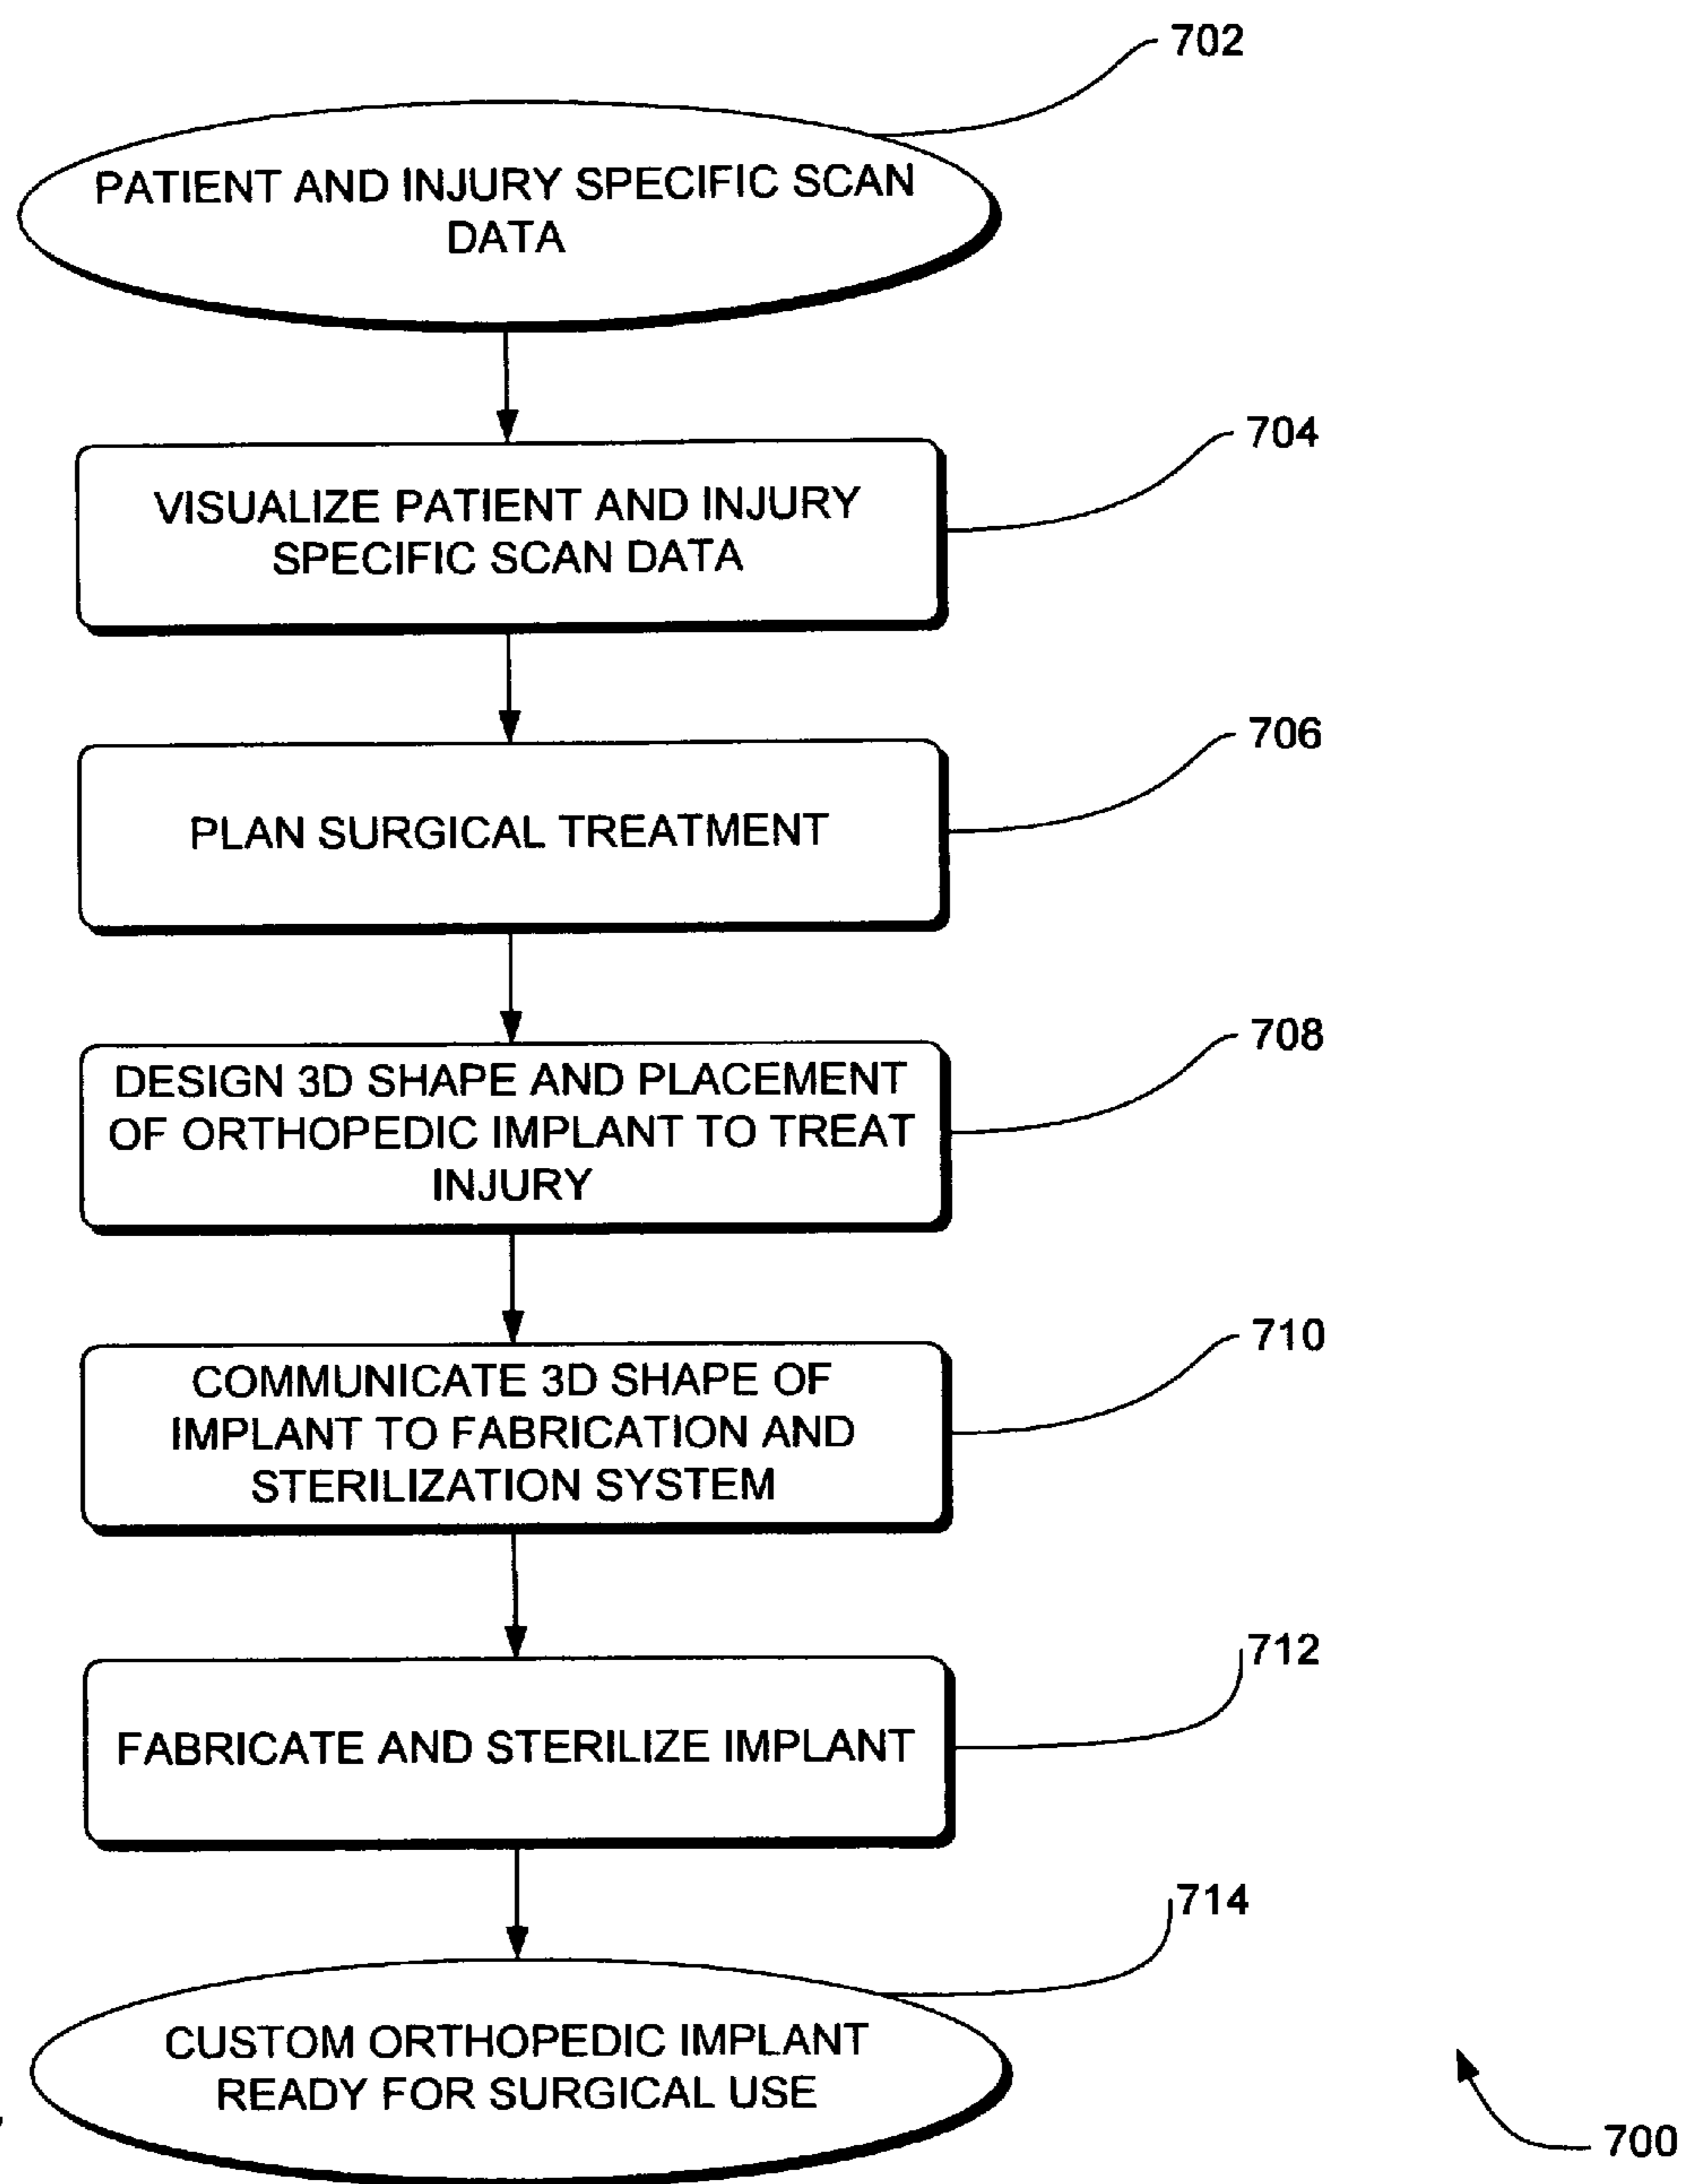 702
PATIENT AND INJURY SPECIFIC SCAN
DATA
704
VISUALIZE PATIENT AND INJURY
SPECIFIC SCAN DATA
706
PLAN SURGICAL TREATMENT
708
DESIGN 3D SHAPE AND PLACEMENT
OF ORTHOPEDIC IMPLANT TO TREAT
INJURY
710
COMMUNICATE 3D SHAPE OF
IMPLANT TO FABRICATION AND
STERILIZATION SYSTEM
712
FABRICATE AND STERILIZE IMPLANT
714
CUSTOM ORTHOPEDIC IMPLANT
READY FOR SURGICAL USE
700